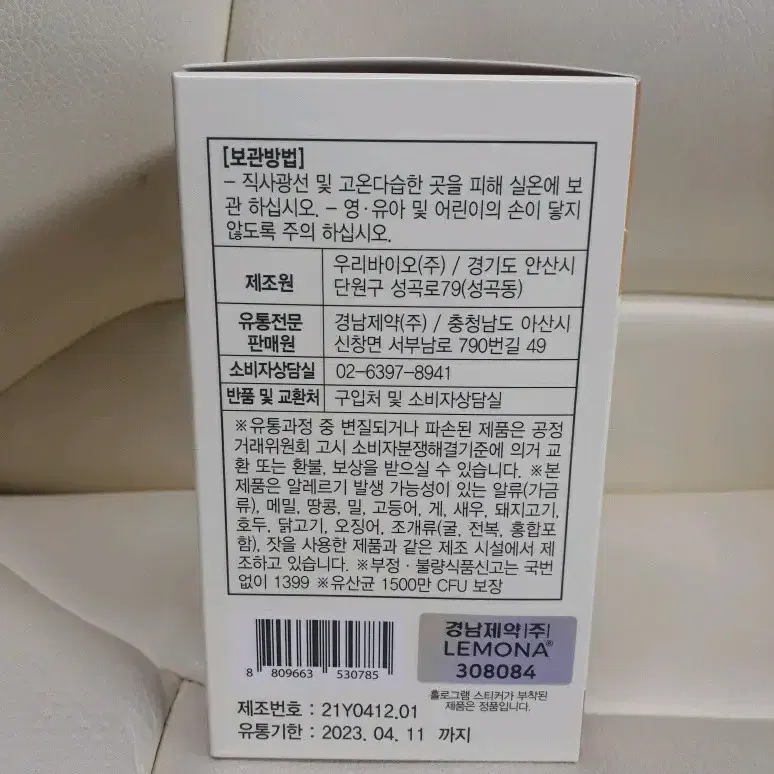 [보관방법]
- 직사광선 및 고온다습한 곳을 피해 실온에 보
관 하십시오. - 영·유아 및 어린이의 손이 닿지
않도록 주의 하십시오.
제조원
우리바이오(주) / 경기도 안산시
단원구 성곡로79(성곡동)
유통전문
판매원
경남제약(주) / 충청남도 아산시
신창면 서부남로 790번길 49
소비자상담실
02-6397-8941
반품 및 교환처
구입처 및 소비자상담실
※유통과정 중 변질되거나 파손된 제품은 공정
거래위원회 고시 소비자분쟁해결기준에 의거 교
환 또는 환불, 보상을 받으실 수 있습니다. ※본
제품은 알레르기 발생 가능성이 있는 알류(가금
류), 메밀, 땅콩, 밀, 고등어, 게, 새우, 돼지고기,
호두, 닭고기, 오징어, 조개류(굴, 전복, 홍합포
함), 잣을 사용한 제품과 같은 제조 시설에서 제
조하고 있습니다. ※부정·불량식품신고는 국번
없이 1399 ※유산균 1500만 CFU 보장
8 809663 530785
경남제약(주)
LEMONA®
308084
홀로그램 스티커가 부착된
제품은 정품입니다.
제조번호 : 21Y0412.01
유통기한 : 2023. 04. 11 까지